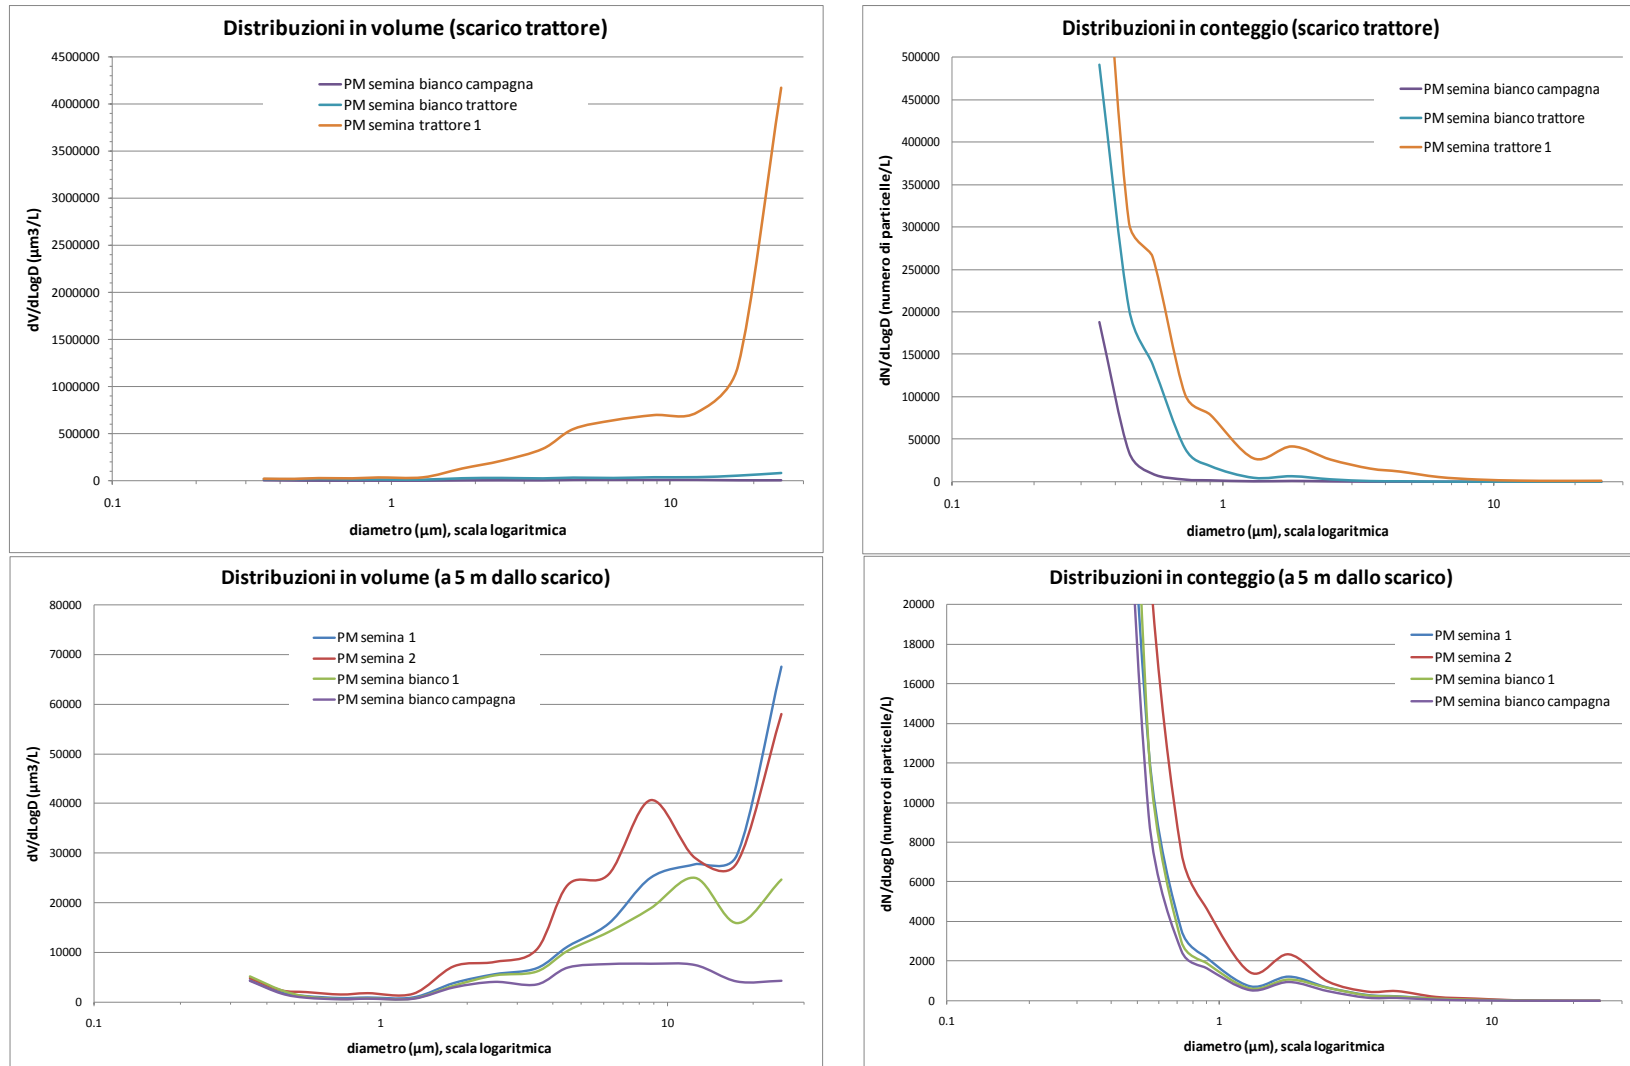 Distribuzioni in volume (scarico trattore)
4500000
4000000
3500000
3000000
2500000
2000000
1500000
1000000
500000
0
dV/dLogD (µm3/L)
PM semina bianco campagna
PM semina bianco trattore
PM semina trattore 1
0.1
1
10
diametro (µm), scala logaritmica
Distribuzioni in conteggio (scarico trattore)
500000
450000
400000
350000
300000
250000
200000
150000
100000
50000
0
dN/dLogD (numero di particelle/L)
PM semina bianco campagna
PM semina bianco trattore
PM semina trattore 1
0.1
1
10
diametro (µm), scala logaritmica
Distribuzioni in volume (a 5 m dallo scarico)
80000
70000
60000
50000
40000
30000
20000
10000
0
dV/dLogD (µm3/L)
PM semina 1
PM semina 2
PM semina bianco 1
PM semina bianco campagna
0.1
1
10
diametro (µm), scala logaritmica
Distribuzioni in conteggio (a 5 m dallo scarico)
20000
18000
16000
14000
12000
10000
8000
6000
4000
2000
0
dN/dLogD (numero di particelle/L)
PM semina 1
PM semina 2
PM semina bianco 1
PM semina bianco campagna
0.1
1
10
diametro (µm), scala logaritmica